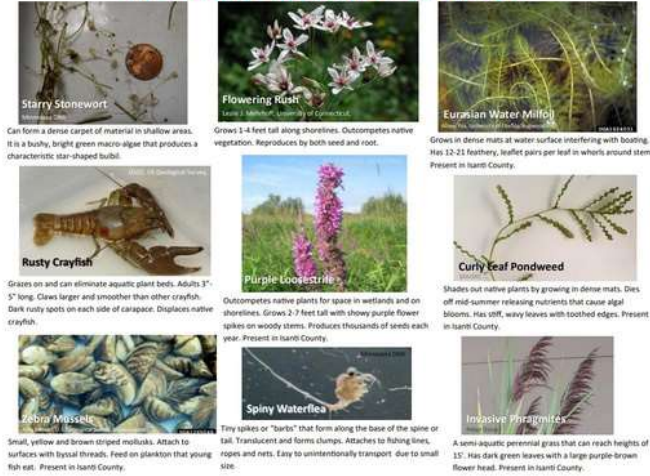 Starry Stonewort
Minnesota DNR
Can form a dense carpet of material in shallow areas.
It is a bushy, bright green macro-algae that produces a
characteristic star-shaped bulbil.
Flowering Rush
Leslie J. Mehrhoff, University of Connecticut,
Grows 1-4 feet tall along shorelines. Outcompetes native
vegetation. Reproduces by both seed and root.
Eurasian Water Milfoil
Grows in dense mats at water surface interfering with boating.
Has 12-21 feathery, leaflet pairs per leaf in whorls around stem
Present in Isanti County.
Geological Survey,
Rusty Crayfish
Grazes on and can eliminate aquatic plant beds. Adults 3"-
5" long. Claws larger and smoother than other crayfish.
Dark rusty spots on each side of carapace. Displaces native
crayfish.
Purple Loosestrife
Outcompetes native plants for space in wetlands and on
shorelines. Grows 2-7 feet tall with showy purple flower
spikes on woody stems. Produces thousands of seeds each
year. Present in Isanti County.
Curly Leaf Pondweed
Shades out native plants by growing in dense mats. Dies
off mid-summer releasing nutrients that cause algal
blooms. Has stiff, wavy leaves with toothed edges. Present
in Isanti County.
Zebra Mussels
Small, yellow and brown striped mollusks. Attach to
surfaces with byssal threads. Feed on plankton that young
fish eat. Present in Isanti County.
Minnesota DNR
Spiny Waterflea
Tiny spikes or "barbs" that form along the base of the spine or
tail. Translucent and forms clumps. Attaches to fishing lines,
ropes and nets. Easy to unintentionally transport due to small
size.
Invasive Phragmites
A semi-aquatic perennial grass that can reach heights of
15'. Has dark green leaves with a large purple-brown
flower head. Present in Isanti County.